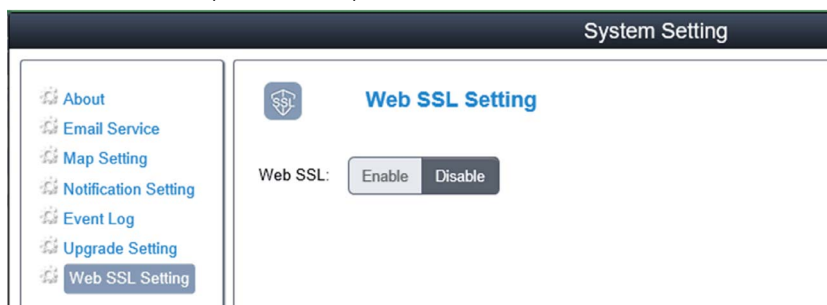 System Setting
About
Email Service
Map Setting
Notification Setting
Event Log
Upgrade Setting
Web SSL Setting
SSL
Web SSL Setting
Web SSL: Enable Disable